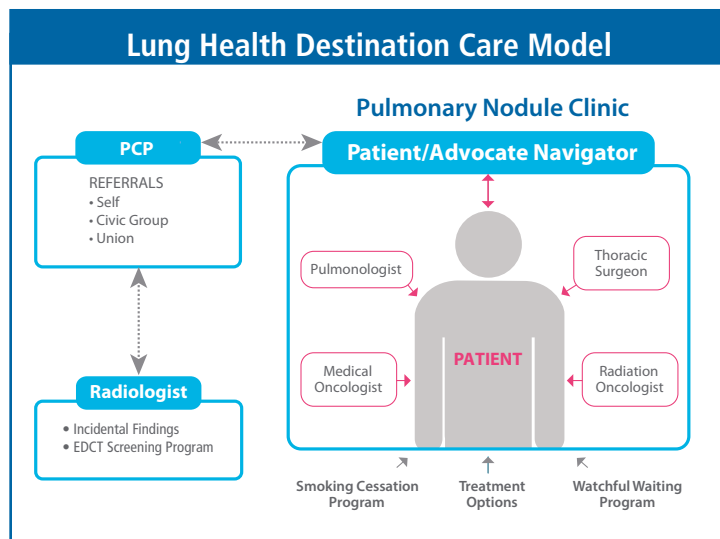 Lung Health Destination Care Model
Pulmonary Nodule Clinic
PCP
REFERRALS
• Self
• Civic Group
• Union
Patient/Advocate Navigator
Pulmonologist
Thoracic
Surgeon
PATIENT
Medical
Oncologist
Radiation
Oncologist
Radiologist
• Incidental Findings
• EDCT Screening Program
Smoking Cessation
Program
Treatment
Options
Watchful Waiting
Program